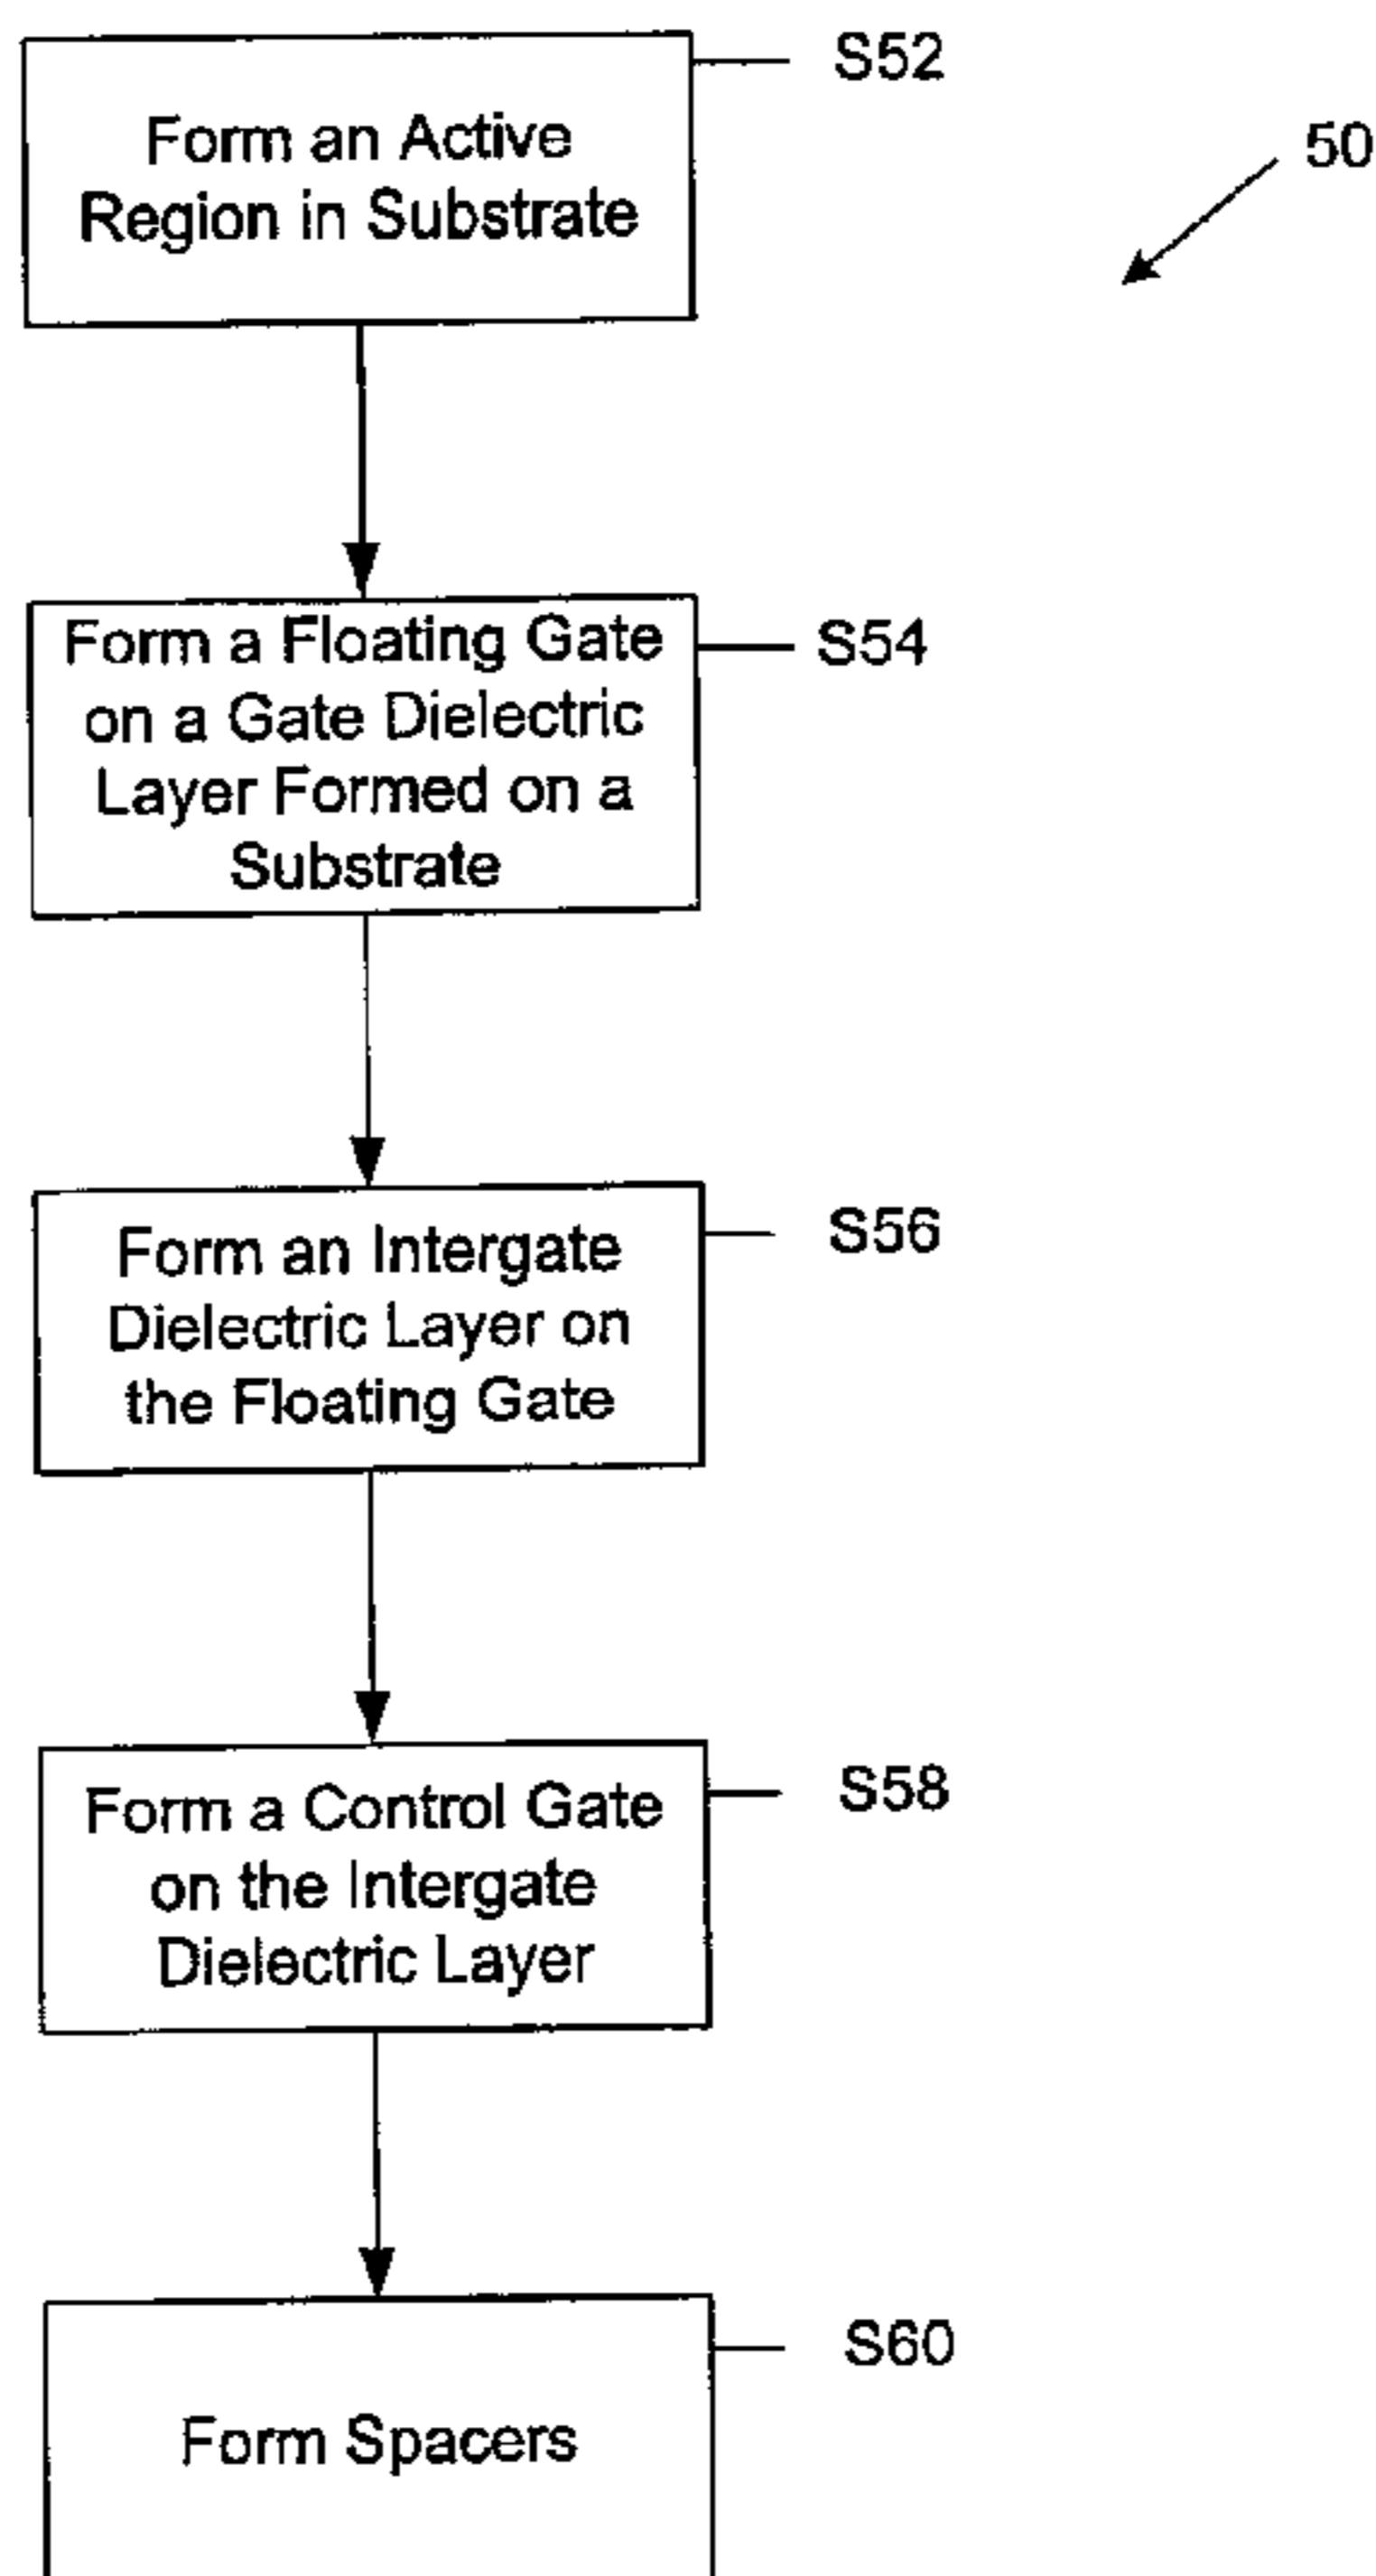 S52
Form an Active
Region in Substrate
50
S54
Form a Floating Gate
on a Gate Dielectric
Layer Formed on a
Substrate
S56
Form an Intergate
Dielectric Layer on
the Floating Gate
S58
Form a Control Gate
on the Intergate
Dielectric Layer
S60
Form Spacers